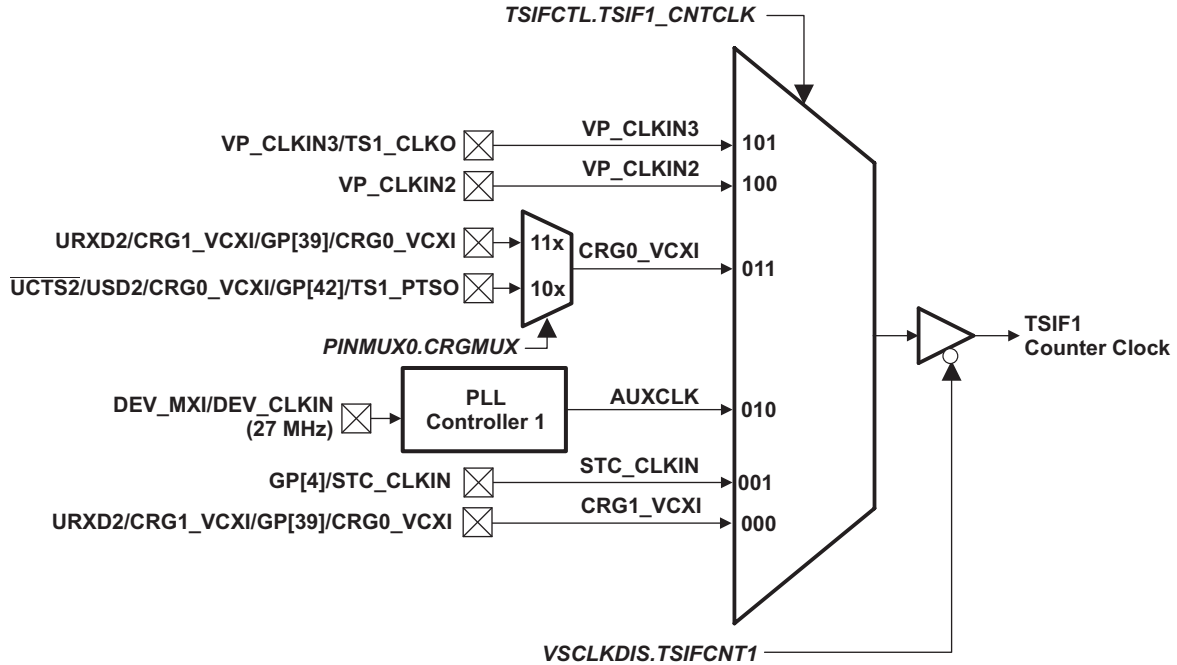 TSIFCTL.TSIF1_CNTCLK
VP_CLKIN3/TS1_CLKO
VP_CLKIN3
101
VP_CLKIN2
VP_CLKIN2
100
URXD2/CRG1_VCXI/GP[39]/CRG0_VCXI
11x
CRG0_VCXI
011
UCTS2/USD2/CRG0_VCXI/GP[42]/TS1_PTSO
10x
PINMUX0.CRGMUX
TSIF1
Counter Clock
DEV_MXI/DEV_CLKIN
(27 MHz)
PLL
Controller 1
AUXCLK
010
GP[4]/STC_CLKIN
STC_CLKIN
001
URXD2/CRG1_VCXI/GP[39]/CRG0_VCXI
CRG1_VCXI
000
VSCLKDIS.TSIFCNT1